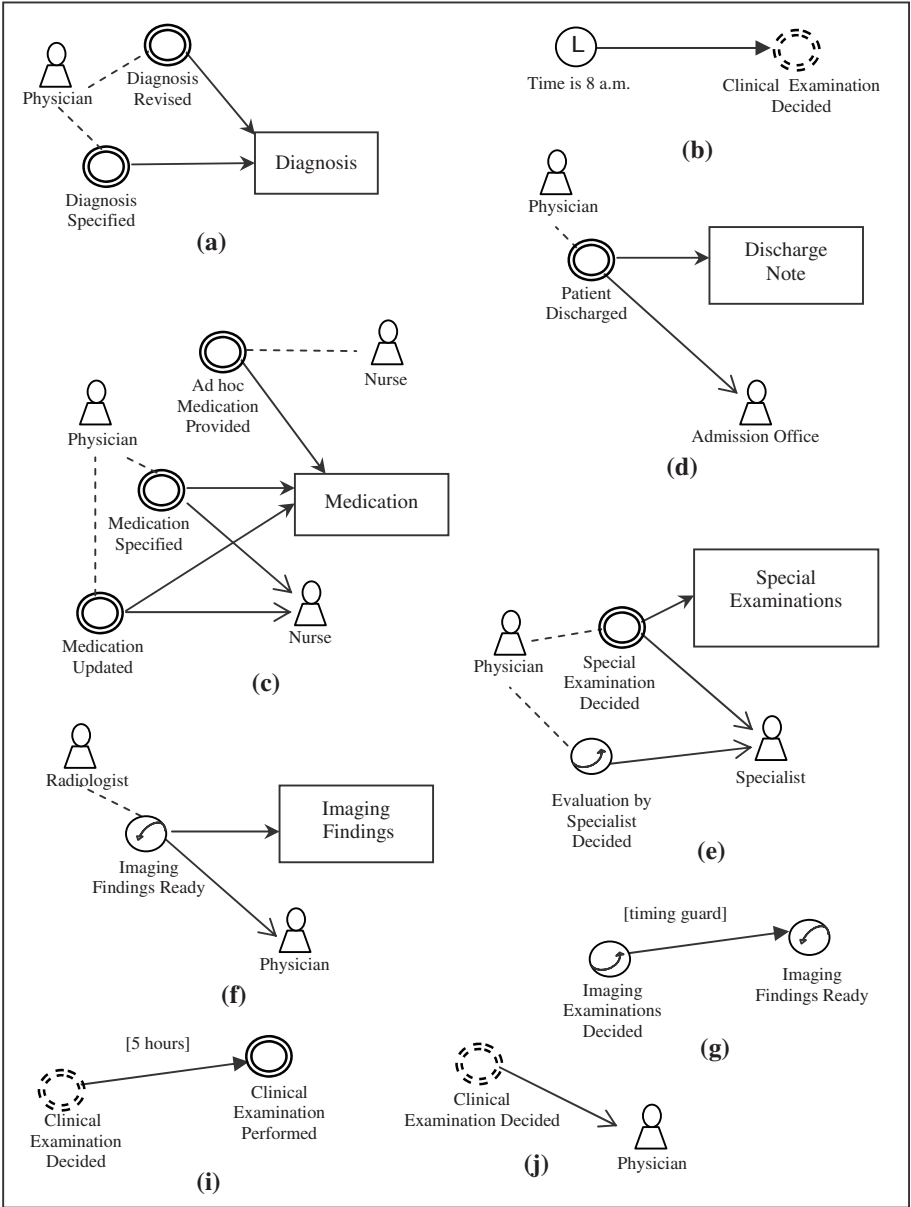 Physician
Diagnosis
Revised
Diagnosis
Diagnosis
Specified
(a)
L
Time is 8 a.m.
Clinical Examination
Decided
(b)
Physician
Patient
Discharged
Discharge
Note
Admission Office
(d)
Ad hoc
Medication
Provided
Nurse
Physician
Medication
Specified
Medication
Medication
Updated
Nurse
(c)
Physician
Special
Examination
Decided
Special
Examinations
Evaluation by
Specialist
Decided
Specialist
(e)
Radiologist
Imaging
Findings Ready
Imaging
Findings
Physician
(f)
[timing guard]
Imaging
Examinations
Decided
Imaging
Findings Ready
(g)
[5 hours]
Clinical
Examination
Decided
Clinical
Examination
Performed
(i)
Clinical
Examination Decided
Physician
(j)